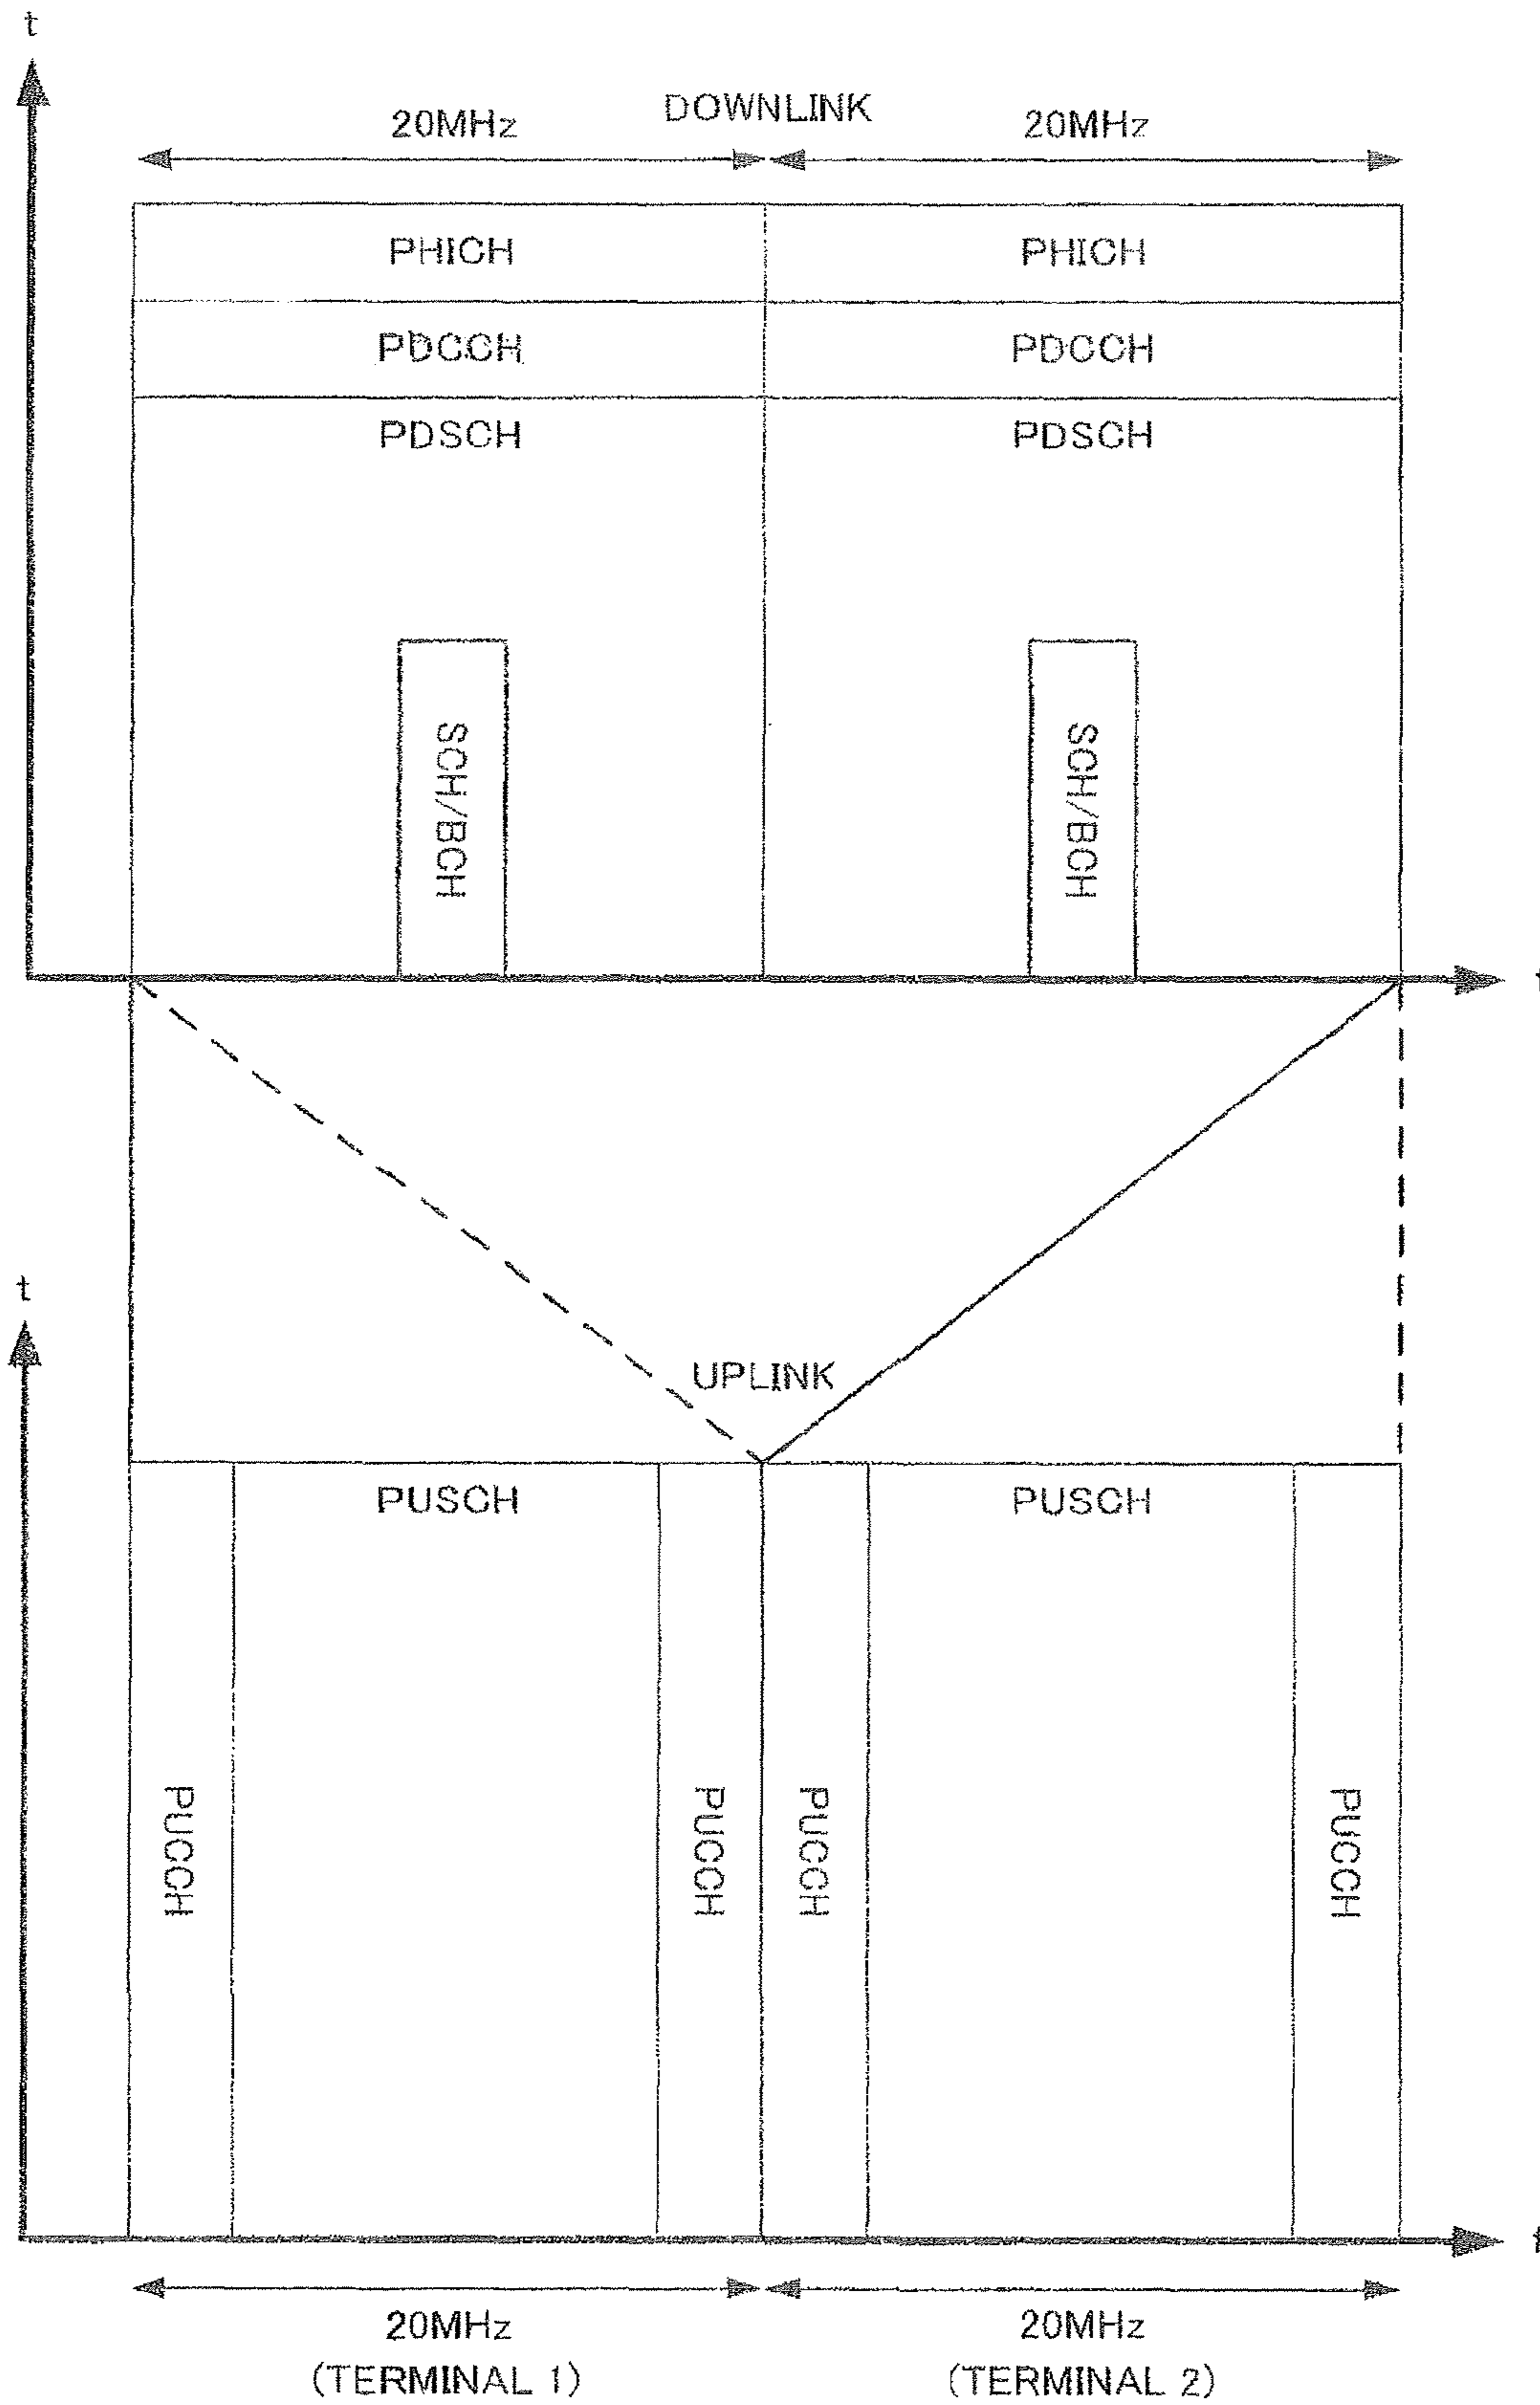 t
DOWNLINK
20MHz 20MHz
PHICH PHICH
PDCCH PDCCH
PDSCH PDSCH
SCH/BCH SCH/BCH
t
UPLINK
PUSCH PUSCH
PUCCH PUCCH PUCCH PUCCH
20MHz 20MHz
(TERMINAL 1) (TERMINAL 2)